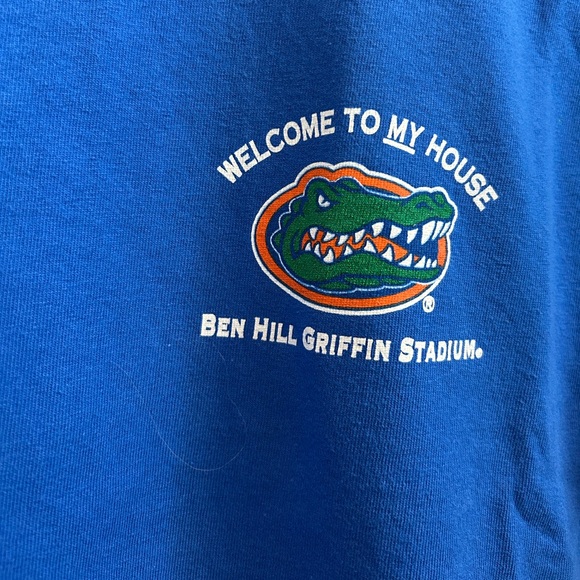 WELCOME TO MY HOUSE
®
BEN HILL GRIFFIN STADIUM®